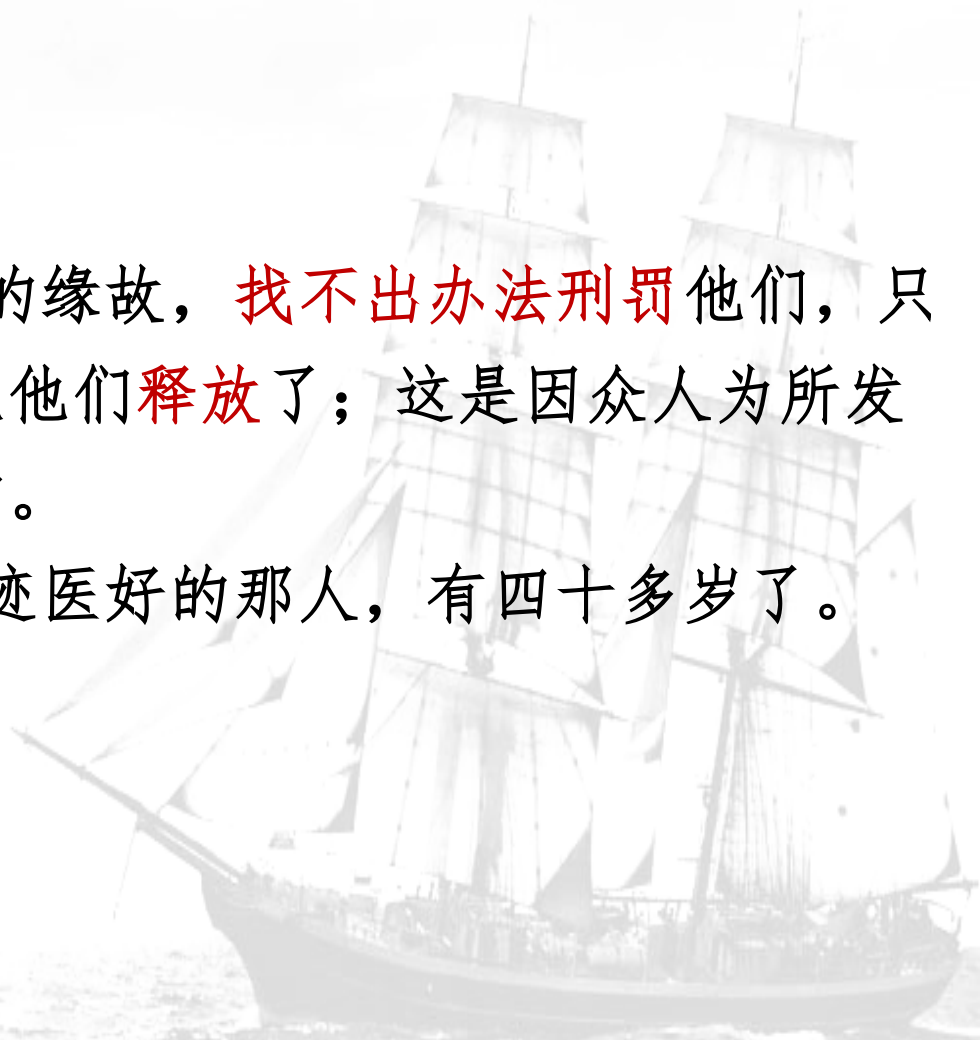 的缘故，找不出办法刑罚他们，只
他们释放了；这是因众人为所发
。
迹医好的那人，有四十多岁了。